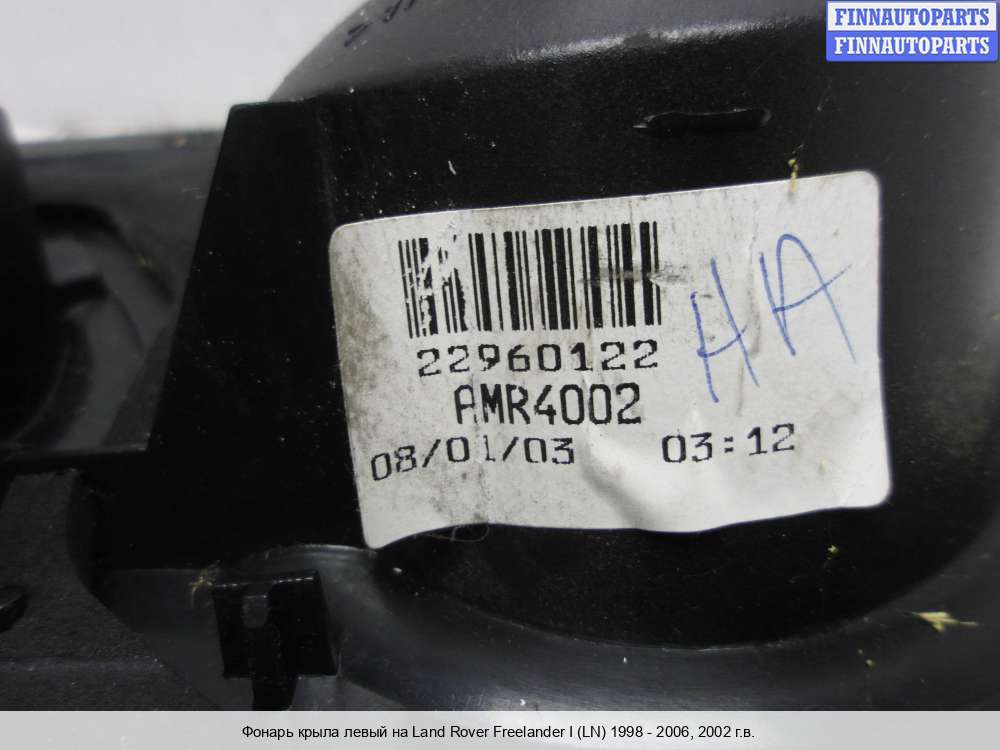 FINNAUTOPARTS
FINNAUTOPARTS
22960122
AMR4002
08/01/03 03:12
Фонарь крыла левый на Land Rover Freelander I (LN) 1998 - 2006, 2002 г.в.